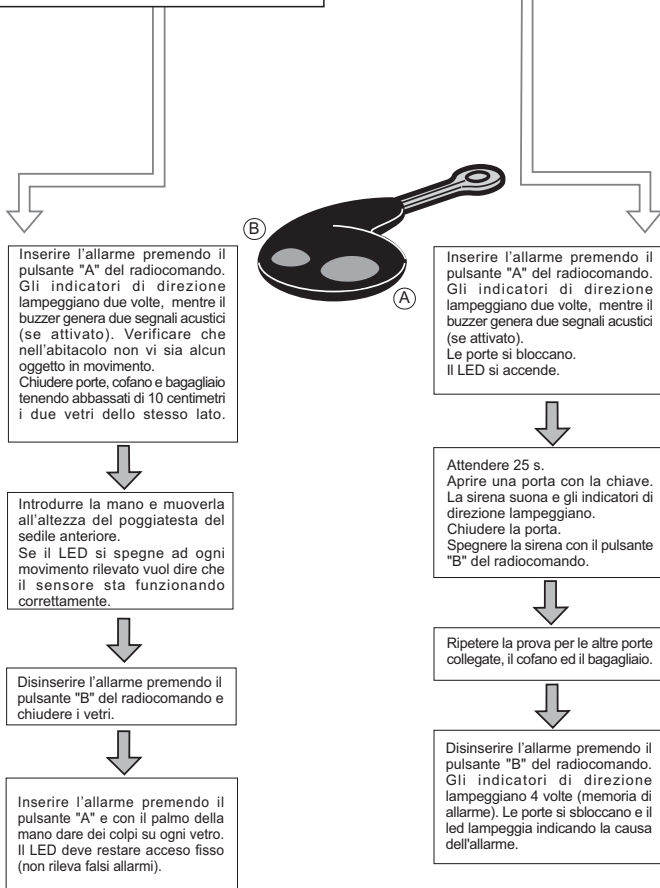 B
A
Inserire l'allarme premendo il
pulsante "A" del radiocomando.
Gli indicatori di direzione
lampeggiano due volte, mentre il
buzzer genera due segnali acustici
(se attivato). Verificare che
nell'abitacolo non vi sia alcun
oggetto in movimento.
Chiudere porte, cofano e bagagliaio
tenendo abbassati di 10 centimetri
i due vetri dello stesso lato.
Introdurre la mano e muoverla
all'altezza del poggiatesta del
sedile anteriore.
Se il LED si spegne ad ogni
movimento rilevato vuol dire che
il sensore sta funzionando
correttamente.
Disinserire l'allarme premendo il
pulsante "B" del radiocomando e
chiudere i vetri.
Inserire l'allarme premendo il
pulsante "A" e con il palmo della
mano dare dei colpi su ogni vetro.
Il LED deve restare acceso fisso
(non rileva falsi allarmi).
Inserire l'allarme premendo il
pulsante "A" del radiocomando.
Gli indicatori di direzione
lampeggiano due volte, mentre il
buzzer genera due segnali acustici
(se attivato).
Le porte si bloccano.
Il LED si accende.
Attendere 25 s.
Aprire una porta con la chiave.
La sirena suona e gli indicatori di
direzione lampeggiano.
Chiudere la porta.
Spegnere la sirena con il pulsante
"B" del radiocomando.
Ripetere la prova per le altre porte
collegate, il cofano ed il bagagliaio.
Disinserire l'allarme premendo il
pulsante "B" del radiocomando.
Gli indicatori di direzione
lampeggiano 4 volte (memoria di
allarme). Le porte si sbloccano e il
led lampeggia indicando la causa
dell'allarme.